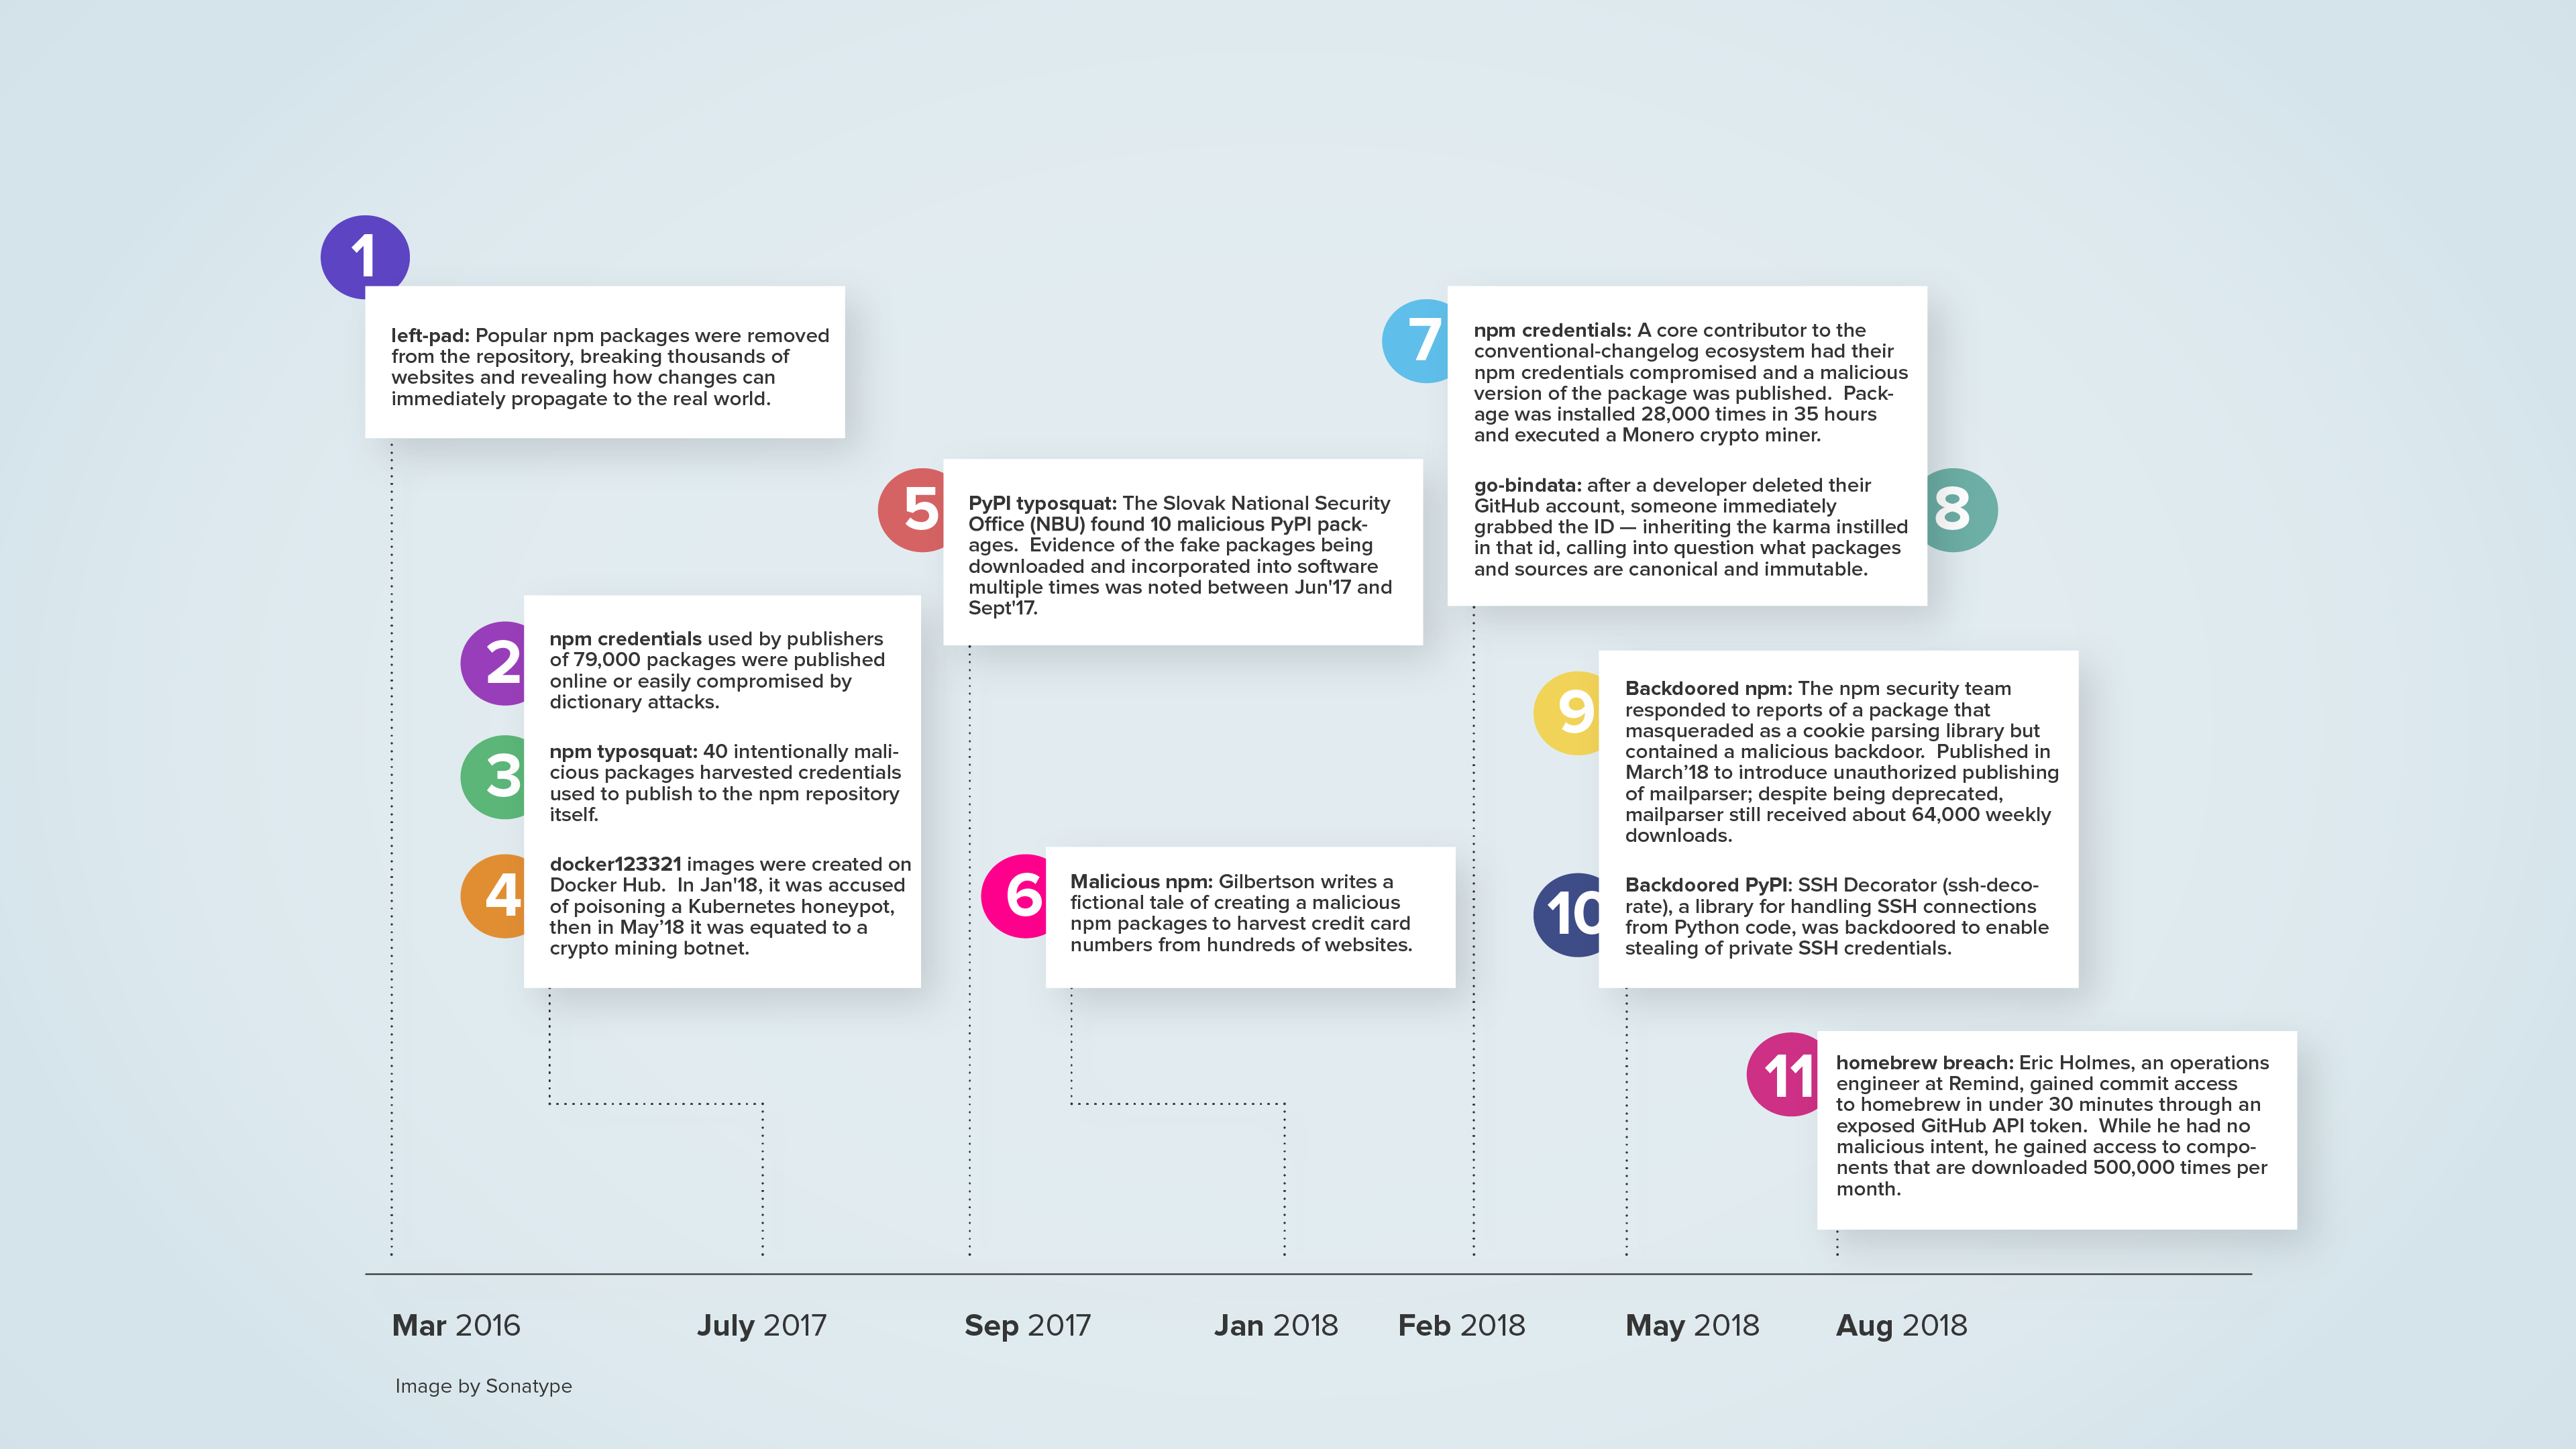 1
left-pad: Popular npm packages were removed
from the repository, breaking thousands of
websites and revealing how changes can
immediately propagate to the real world.
2
npm credentials used by publishers
of 79,000 packages were published
online or easily compromised by
dictionary attacks.
3
npm typosquat: 40 intentionally mali-
cious packages harvested credentials
used to publish to the npm repository
itself.
4
docker123321 images were created on
Docker Hub.  In Jan'18, it was accused
of poisoning a Kubernetes honeypot,
then in May’18 it was equated to a
crypto mining botnet.
5
PyPI typosquat: The Slovak National Security
Office (NBU) found 10 malicious PyPI pack-
ages.  Evidence of the fake packages being
downloaded and incorporated into software
multiple times was noted between Jun'17 and
Sept'17.
6
Malicious npm: Gilbertson writes a
fictional tale of creating a malicious
npm packages to harvest credit card
numbers from hundreds of websites.
7
npm credentials: A core contributor to the
conventional-changelog ecosystem had their
npm credentials compromised and a malicious
version of the package was published.  Pack-
age was installed 28,000 times in 35 hours
and executed a Monero crypto miner.
8
go-bindata: after a developer deleted their
GitHub account, someone immediately
grabbed the ID — inheriting the karma instilled
in that id, calling into question what packages
and sources are canonical and immutable.
9
Backdoored npm: The npm security team
responded to reports of a package that
masqueraded as a cookie parsing library but
contained a malicious backdoor.  Published in
March’18 to introduce unauthorized publishing
of mailparser; despite being deprecated,
mailparser still received about 64,000 weekly
downloads.
10
Backdoored PyPI: SSH Decorator (ssh-deco-
rate), a library for handling SSH connections
from Python code, was backdoored to enable
stealing of private SSH credentials.
11
homebrew breach: Eric Holmes, an operations
engineer at Remind, gained commit access
to homebrew in under 30 minutes through an
exposed GitHub API token.  While he had no
malicious intent, he gained access to compo-
nents that are downloaded 500,000 times per
month.
Mar 2016
July 2017
Sep 2017
Jan 2018
Feb 2018
May 2018
Aug 2018
Image by Sonatype